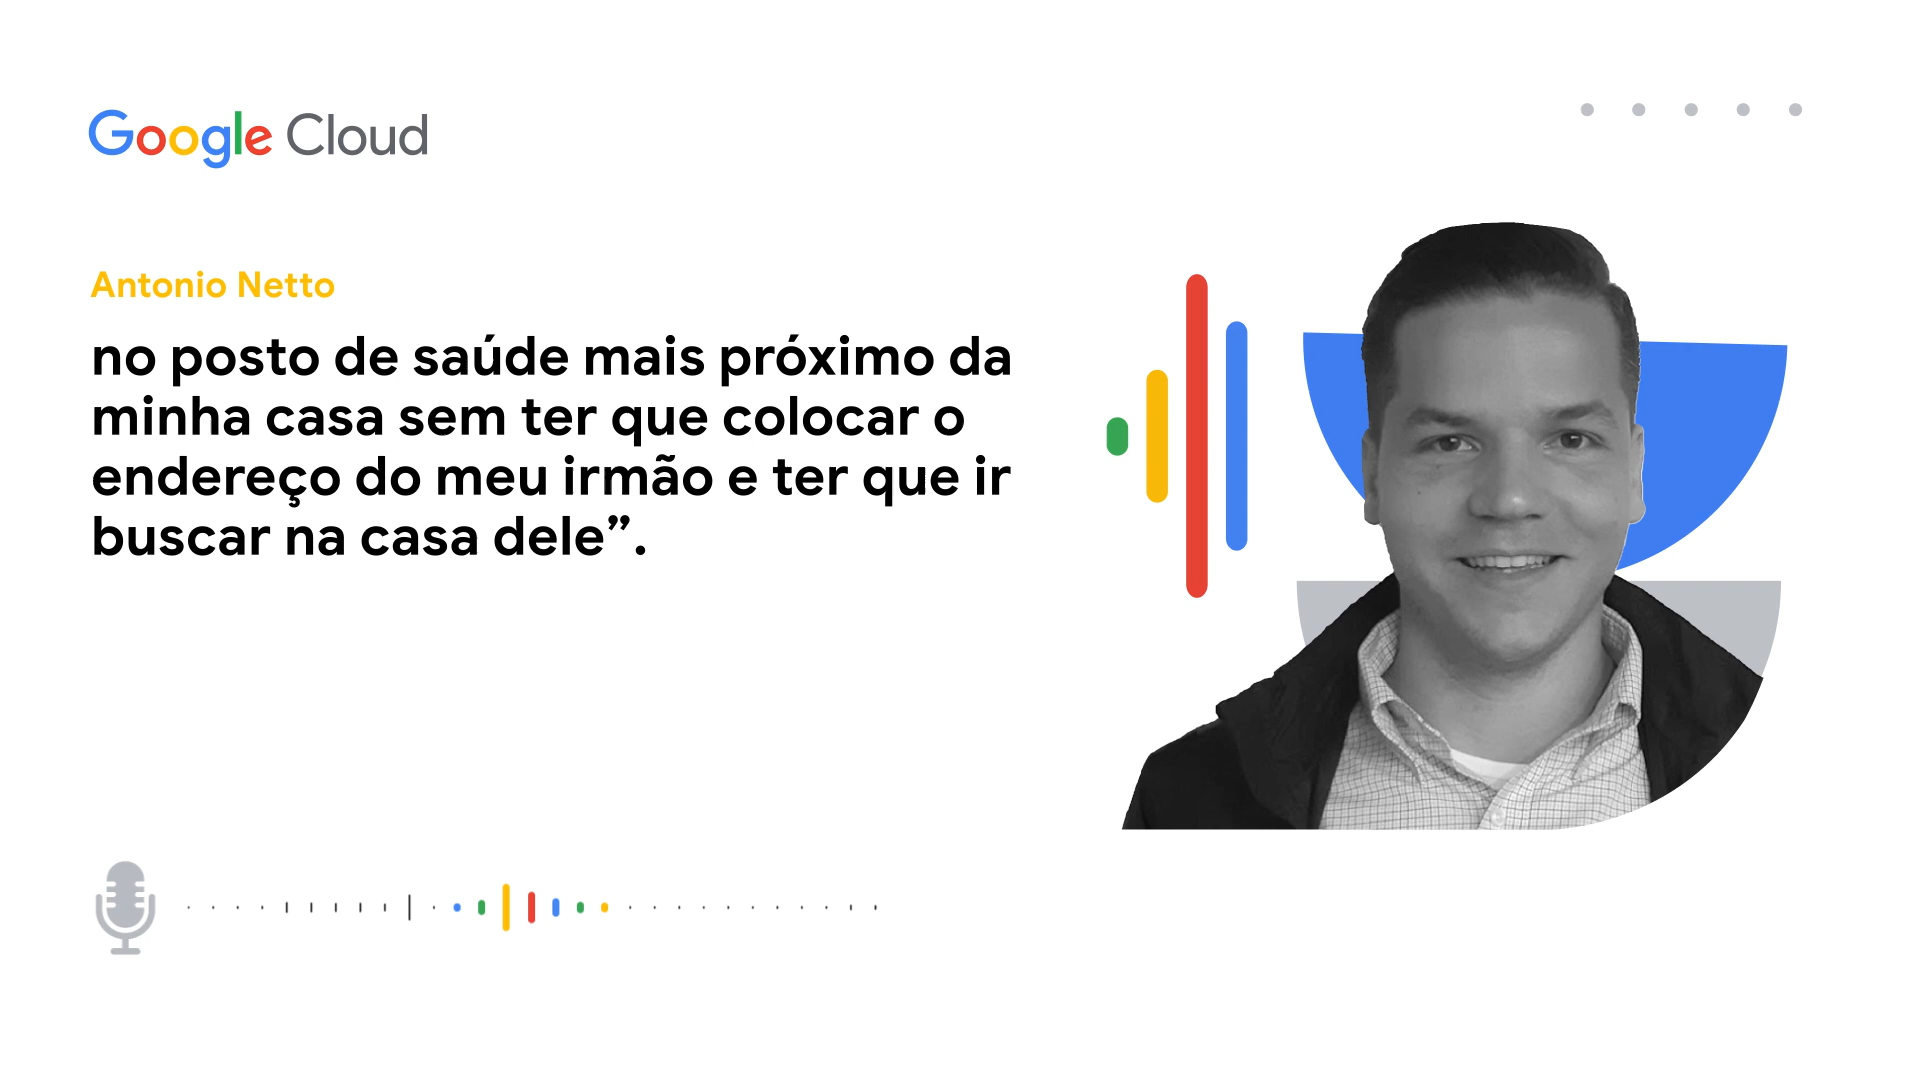 Google Cloud
Antonio Netto
no posto de saúde mais próximo da
minha casa sem ter que colocar o
endereço do meu irmão e ter que ir
buscar na casa dele”.